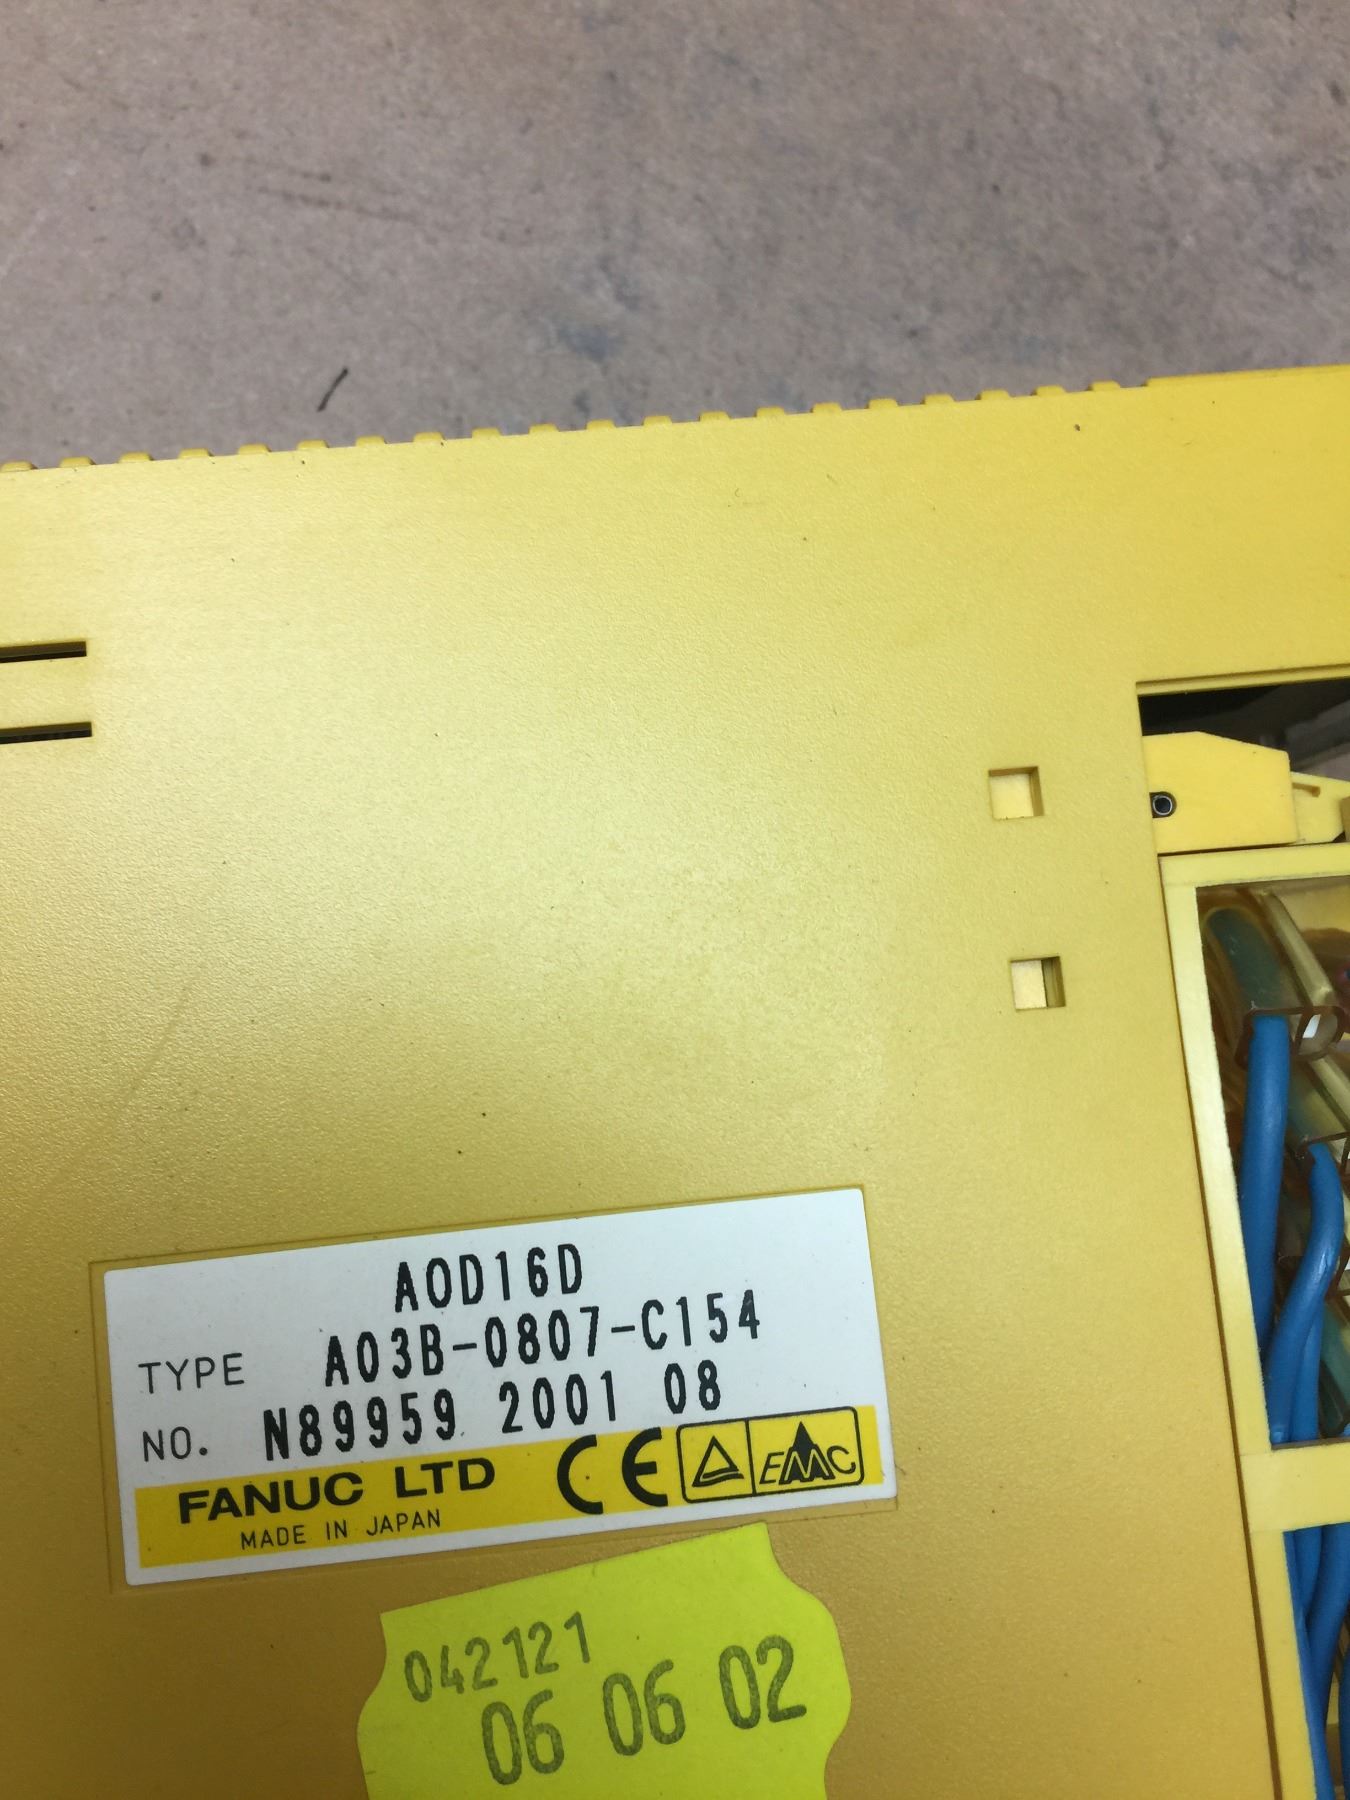 AOD16D
TYPE A03B-0807-C154
NO. N89959 2001 08
FANUC LTD CE EMC
MADE IN JAPAN
042121
06 06 02